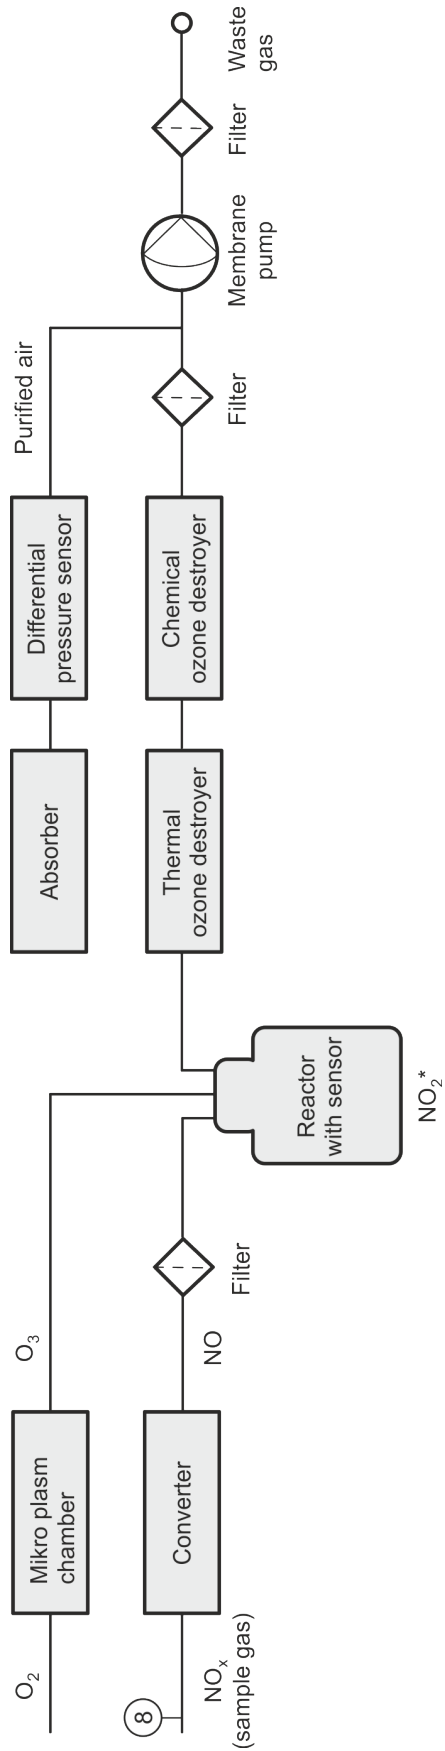 O2
Mikro plasm
chamber
O3
Absorber
Differential
pressure sensor
Purified air
8
NOx
(sample gas)
Converter
NO
Filter
Reactor
with sensor
NO2*
Thermal
ozone destroyer
Chemical
ozone destroyer
Filter
Membrane
pump
Filter
Waste
gas